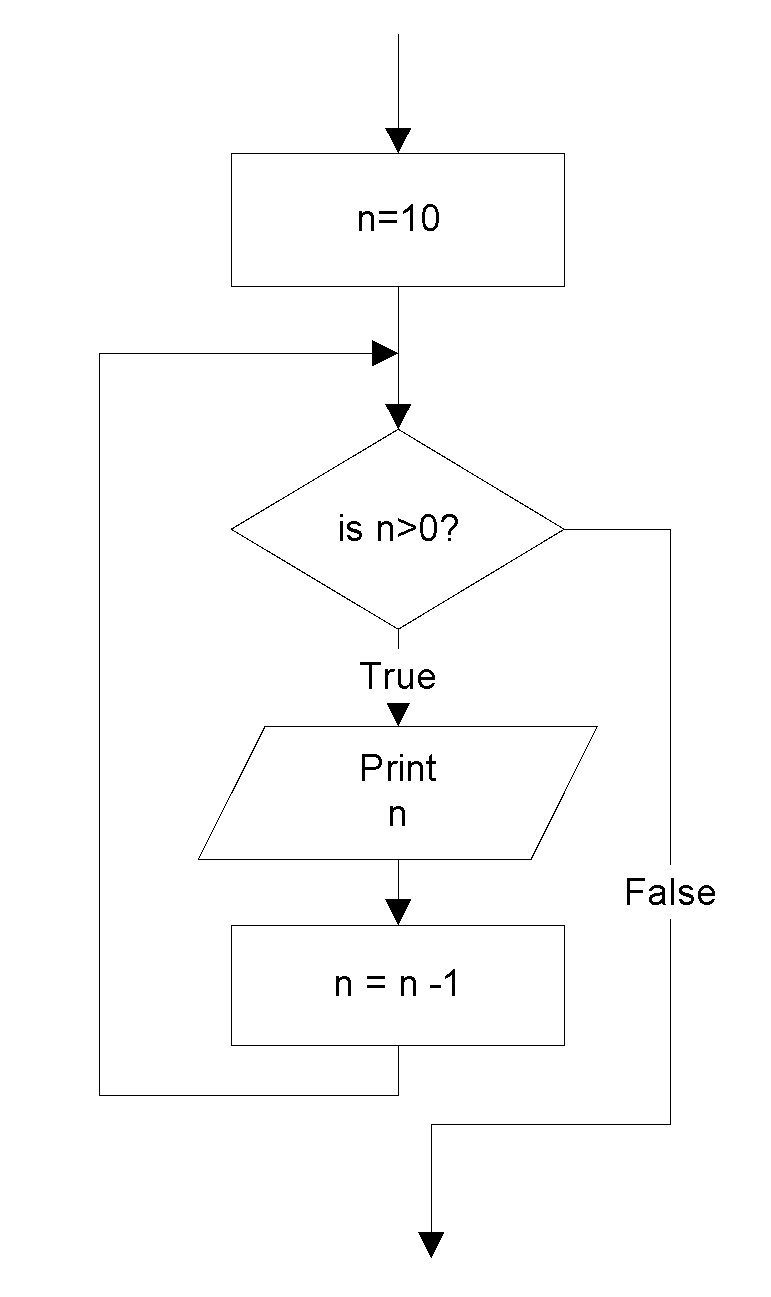 n=10
is n>0?
True
Print
n
False
n = n -1